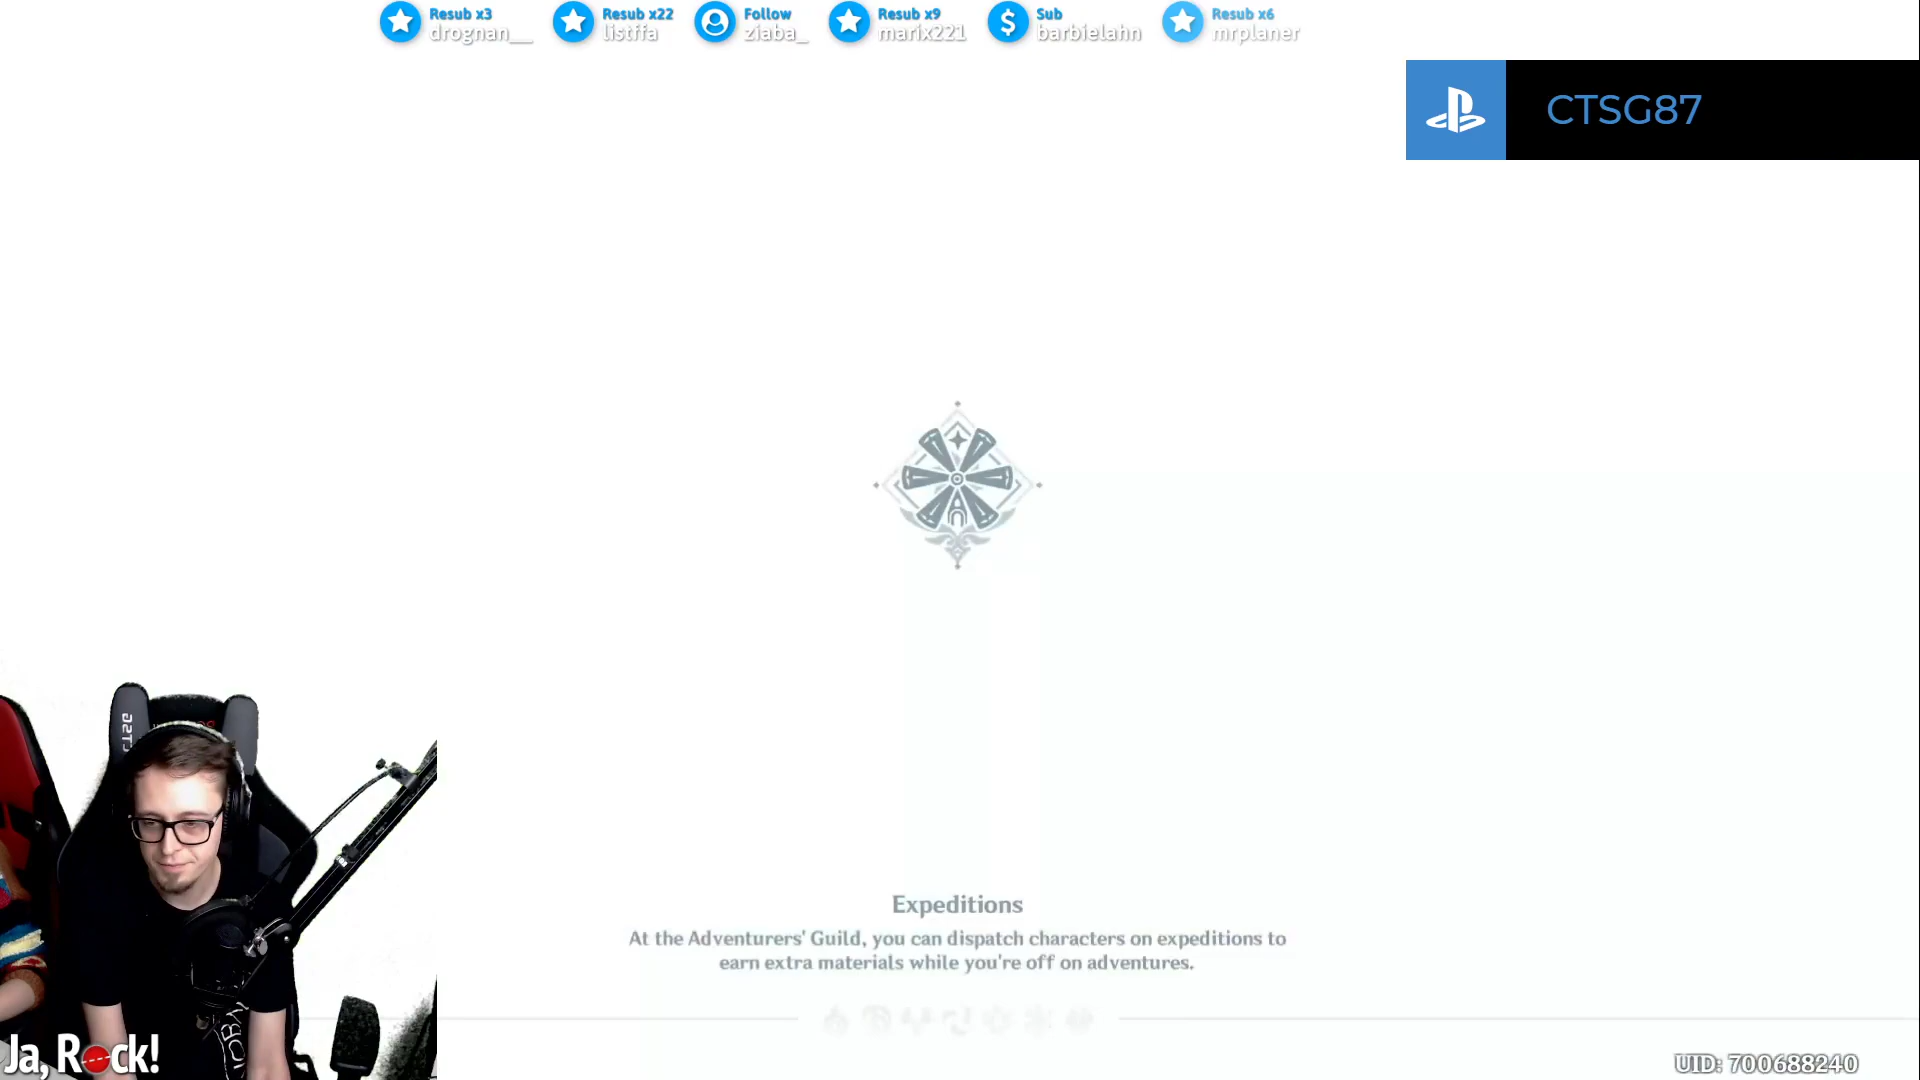 Resub x3
drognan__
Resub x22
listffa
Follow
ziaba_
Resub x9
marix221
Sub
barbielahn
Resub x6
mrplaner
CTSG87
Expeditions
At the Adventurers' Guild, you can dispatch characters on expeditions to
earn extra materials while you're off on adventures.
Ja, Rock!
UID: 700688240